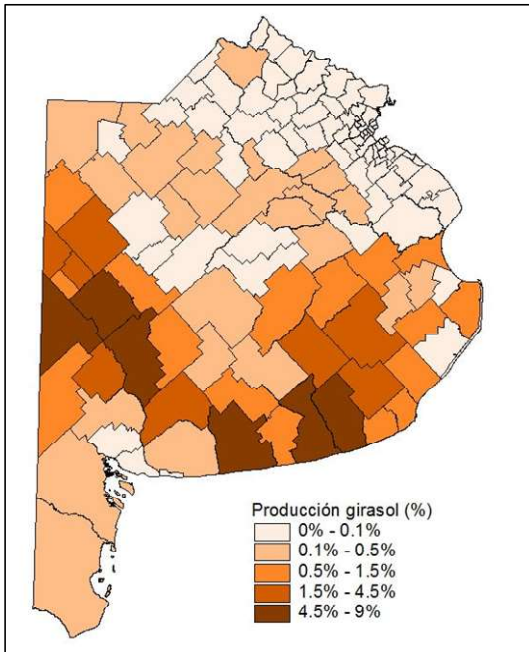 Producción girasol (%)
0% - 0.1%
0.1% - 0.5%
0.5% - 1.5%
1.5% - 4.5%
4.5% - 9%